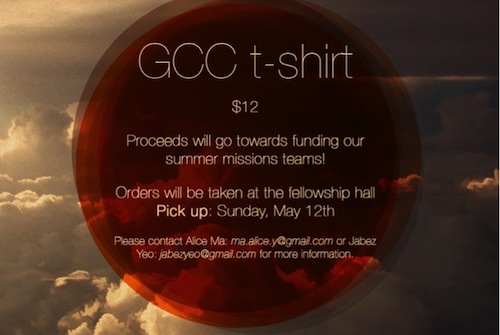 GCC t-shirt
$12
Proceeds will go towards funding our
summer missions teams!
Orders will be taken at the fellowship hall
Pick up: Sunday, May 12th
Please contact Alice Ma: ma.alice.y@gmail.com or Jabez
Yeo: jabezyeo@gmail.com for more information.